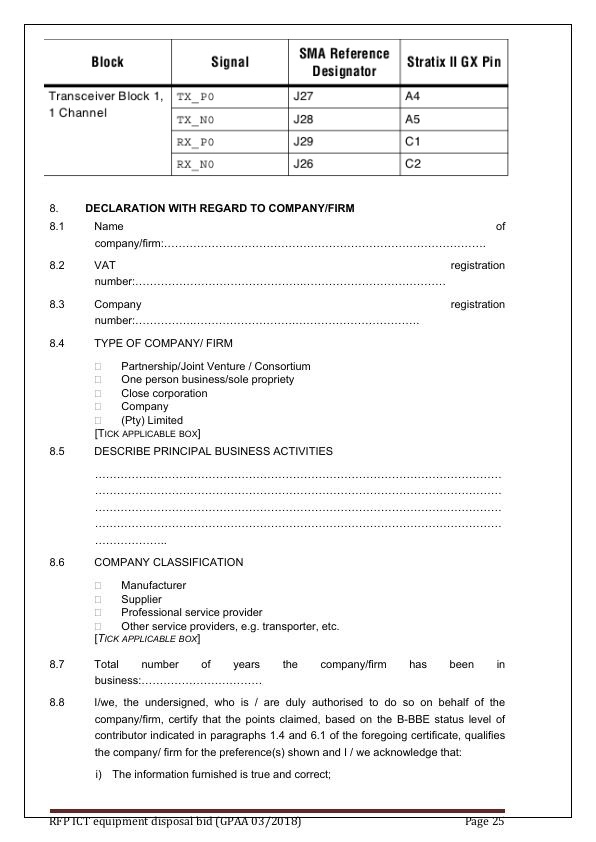 Block Signal SMA Reference Designator Stratix II GX Pin
Transceiver Block 1, 1 Channel TX_P0 J27 A4
TX_N0 J28 A5
RX_P0 J29 C1
RX_N0 J26 C2
8. DECLARATION WITH REGARD TO COMPANY/FIRM
8.1 Name of
company/firm:…………………………………………………………………………….
8.2 VAT registration
number:……………………………………….…………………………………
8.3 Company registration
number:…………………………………….…………………………….
8.4 TYPE OF COMPANY/ FIRM
□ Partnership/Joint Venture / Consortium
□ One person business/sole propriety
□ Close corporation
□ Company
□ (Pty) Limited
[TICK APPLICABLE BOX]
8.5 DESCRIBE PRINCIPAL BUSINESS ACTIVITIES
…………………………………………………………………………………………………
…………………………………………………………………………………………………
…………………………………………………………………………………………………
…………………………………………………………………………………………………
………………..
8.6 COMPANY CLASSIFICATION
□ Manufacturer
□ Supplier
□ Professional service provider
□ Other service providers, e.g. transporter, etc.
[TICK APPLICABLE BOX]
8.7 Total number of years the company/firm has been in
business:……………………………
8.8 I/we, the undersigned, who is / are duly authorised to do so on behalf of the
company/firm, certify that the points claimed, based on the B-BBE status level of
contributor indicated in paragraphs 1.4 and 6.1 of the foregoing certificate, qualifies
the company/ firm for the preference(s) shown and I / we acknowledge that:
i) The information furnished is true and correct;
RFP ICT equipment disposal bid (GPAA 03/2018) Page 25